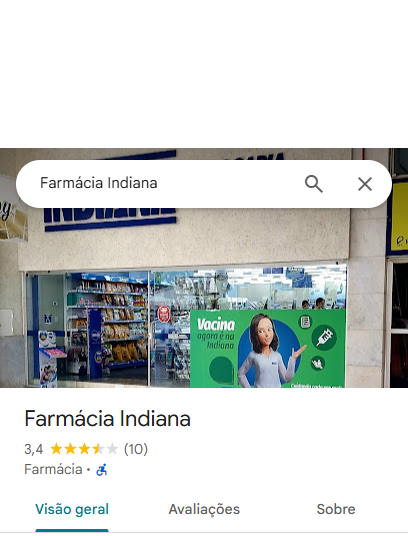 Farmácia Indiana
INDIANA
Vacina
agora é na
Indiana
Farmácia Indiana
3,4 (10)
Farmácia •
Visão geral Avaliações Sobre